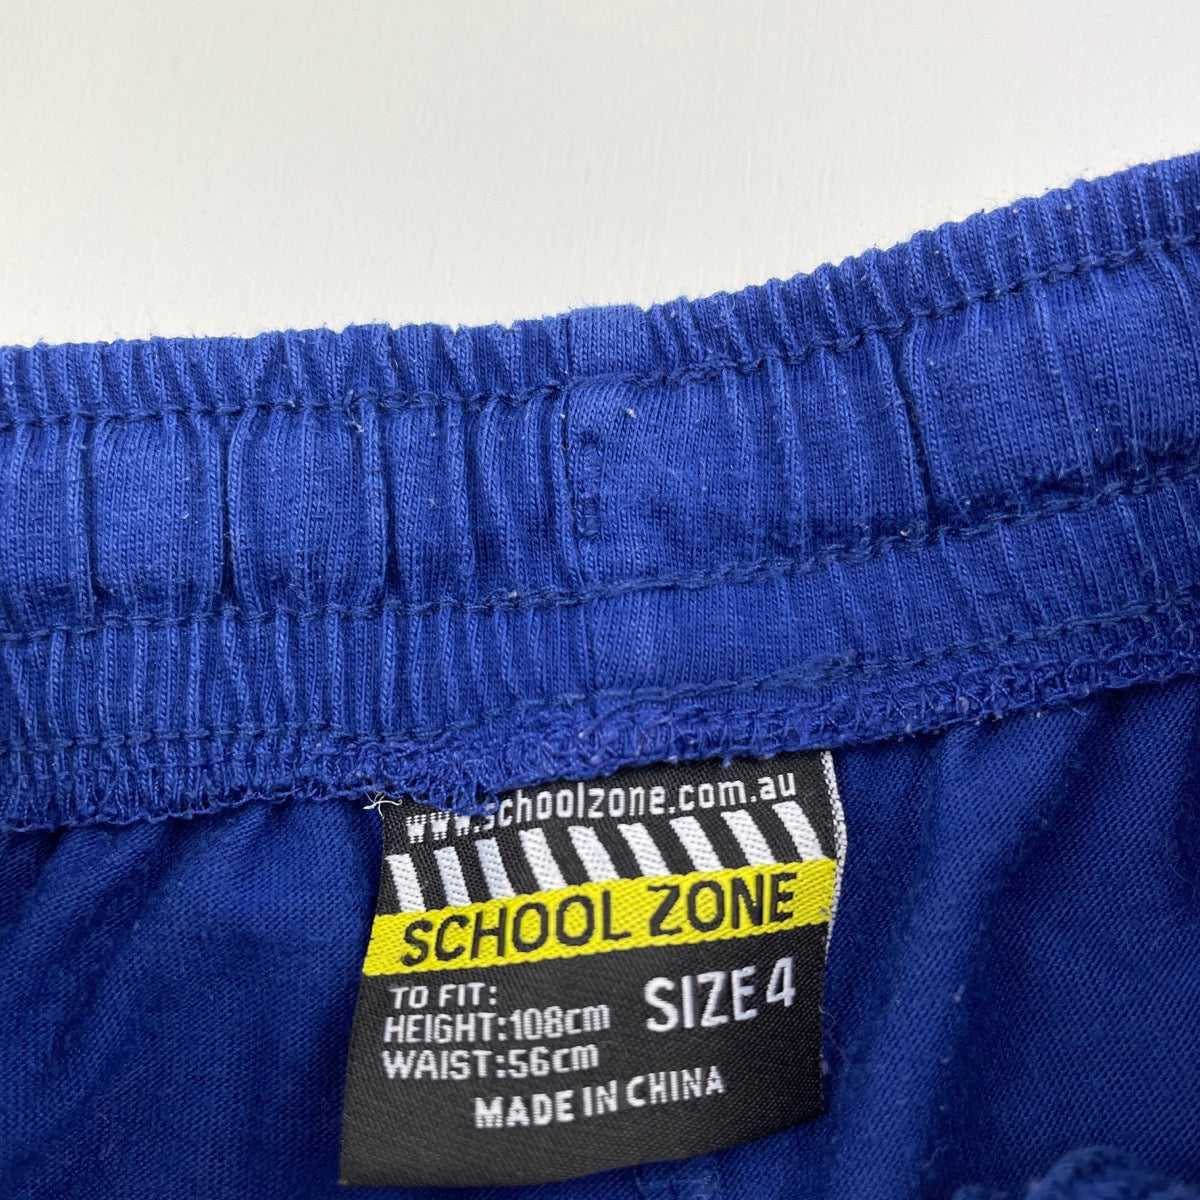 www.schoolzone.com.au
SCHOOL ZONE
TO FIT:
HEIGHT:108cm
WAIST:56cm
SIZE 4
MADE IN CHINA